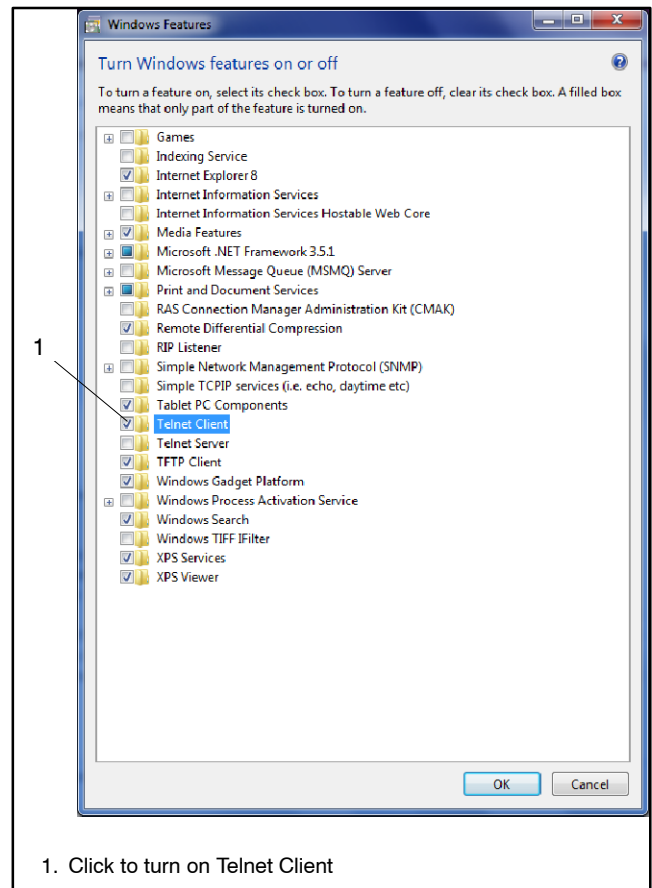 Windows Features
Turn Windows features on or off
To turn a feature on, select its check box. To turn a feature off, clear its check box. A filled box
means that only part of the feature is turned on.
Games
Indexing Service
Internet Explorer 8
Internet Information Services
Internet Information Services Hostable Web Core
Media Features
Microsoft .NET Framework 3.5.1
Microsoft Message Queue (MSMQ) Server
Print and Document Services
RAS Connection Manager Administration Kit (CMAK)
Remote Differential Compression
RIP Listener
1
Simple Network Management Protocol (SNMP)
Simple TCPIP services (i.e. echo, daytime etc)
Tablet PC Components
Telnet Client
Telnet Server
TFTP Client
Windows Gadget Platform
Windows Process Activation Service
Windows Search
Windows TIFF IFilter
XPS Services
XPS Viewer
OK Cancel
1. Click to turn on Telnet Client